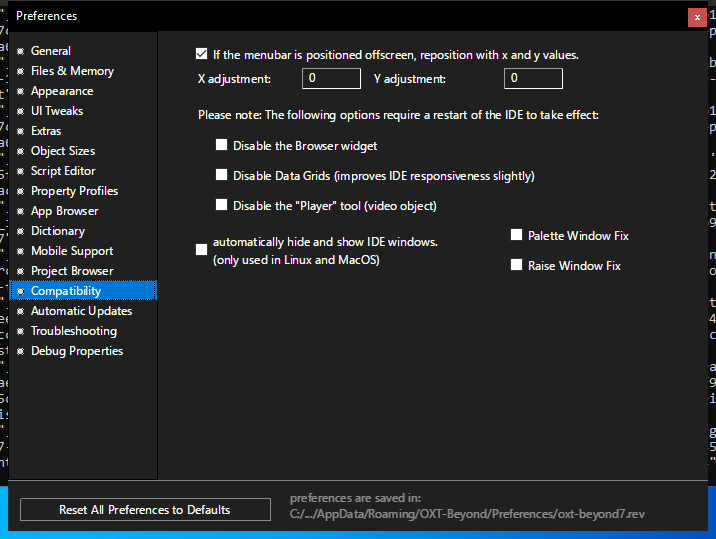 Preferences
x
General
Files & Memory
Appearance
UI Tweaks
Extras
Object Sizes
Script Editor
Property Profiles
App Browser
Dictionary
Mobile Support
Project Browser
Compatibility
Automatic Updates
Troubleshooting
Debug Properties
If the menubar is positioned offscreen, reposition with x and y values.
X adjustment: 0 Y adjustment: 0
Please note: The following options require a restart of the IDE to take effect:
Disable the Browser widget
Disable Data Grids (improves IDE responsiveness slightly)
Disable the "Player" tool (video object)
automatically hide and show IDE windows.
(only used in Linux and MacOS)
Palette Window Fix
Raise Window Fix
Reset All Preferences to Defaults
preferences are saved in:
C:/.../AppData/Roaming/OXT-Beyond/Preferences/oxt-beyond7.rev